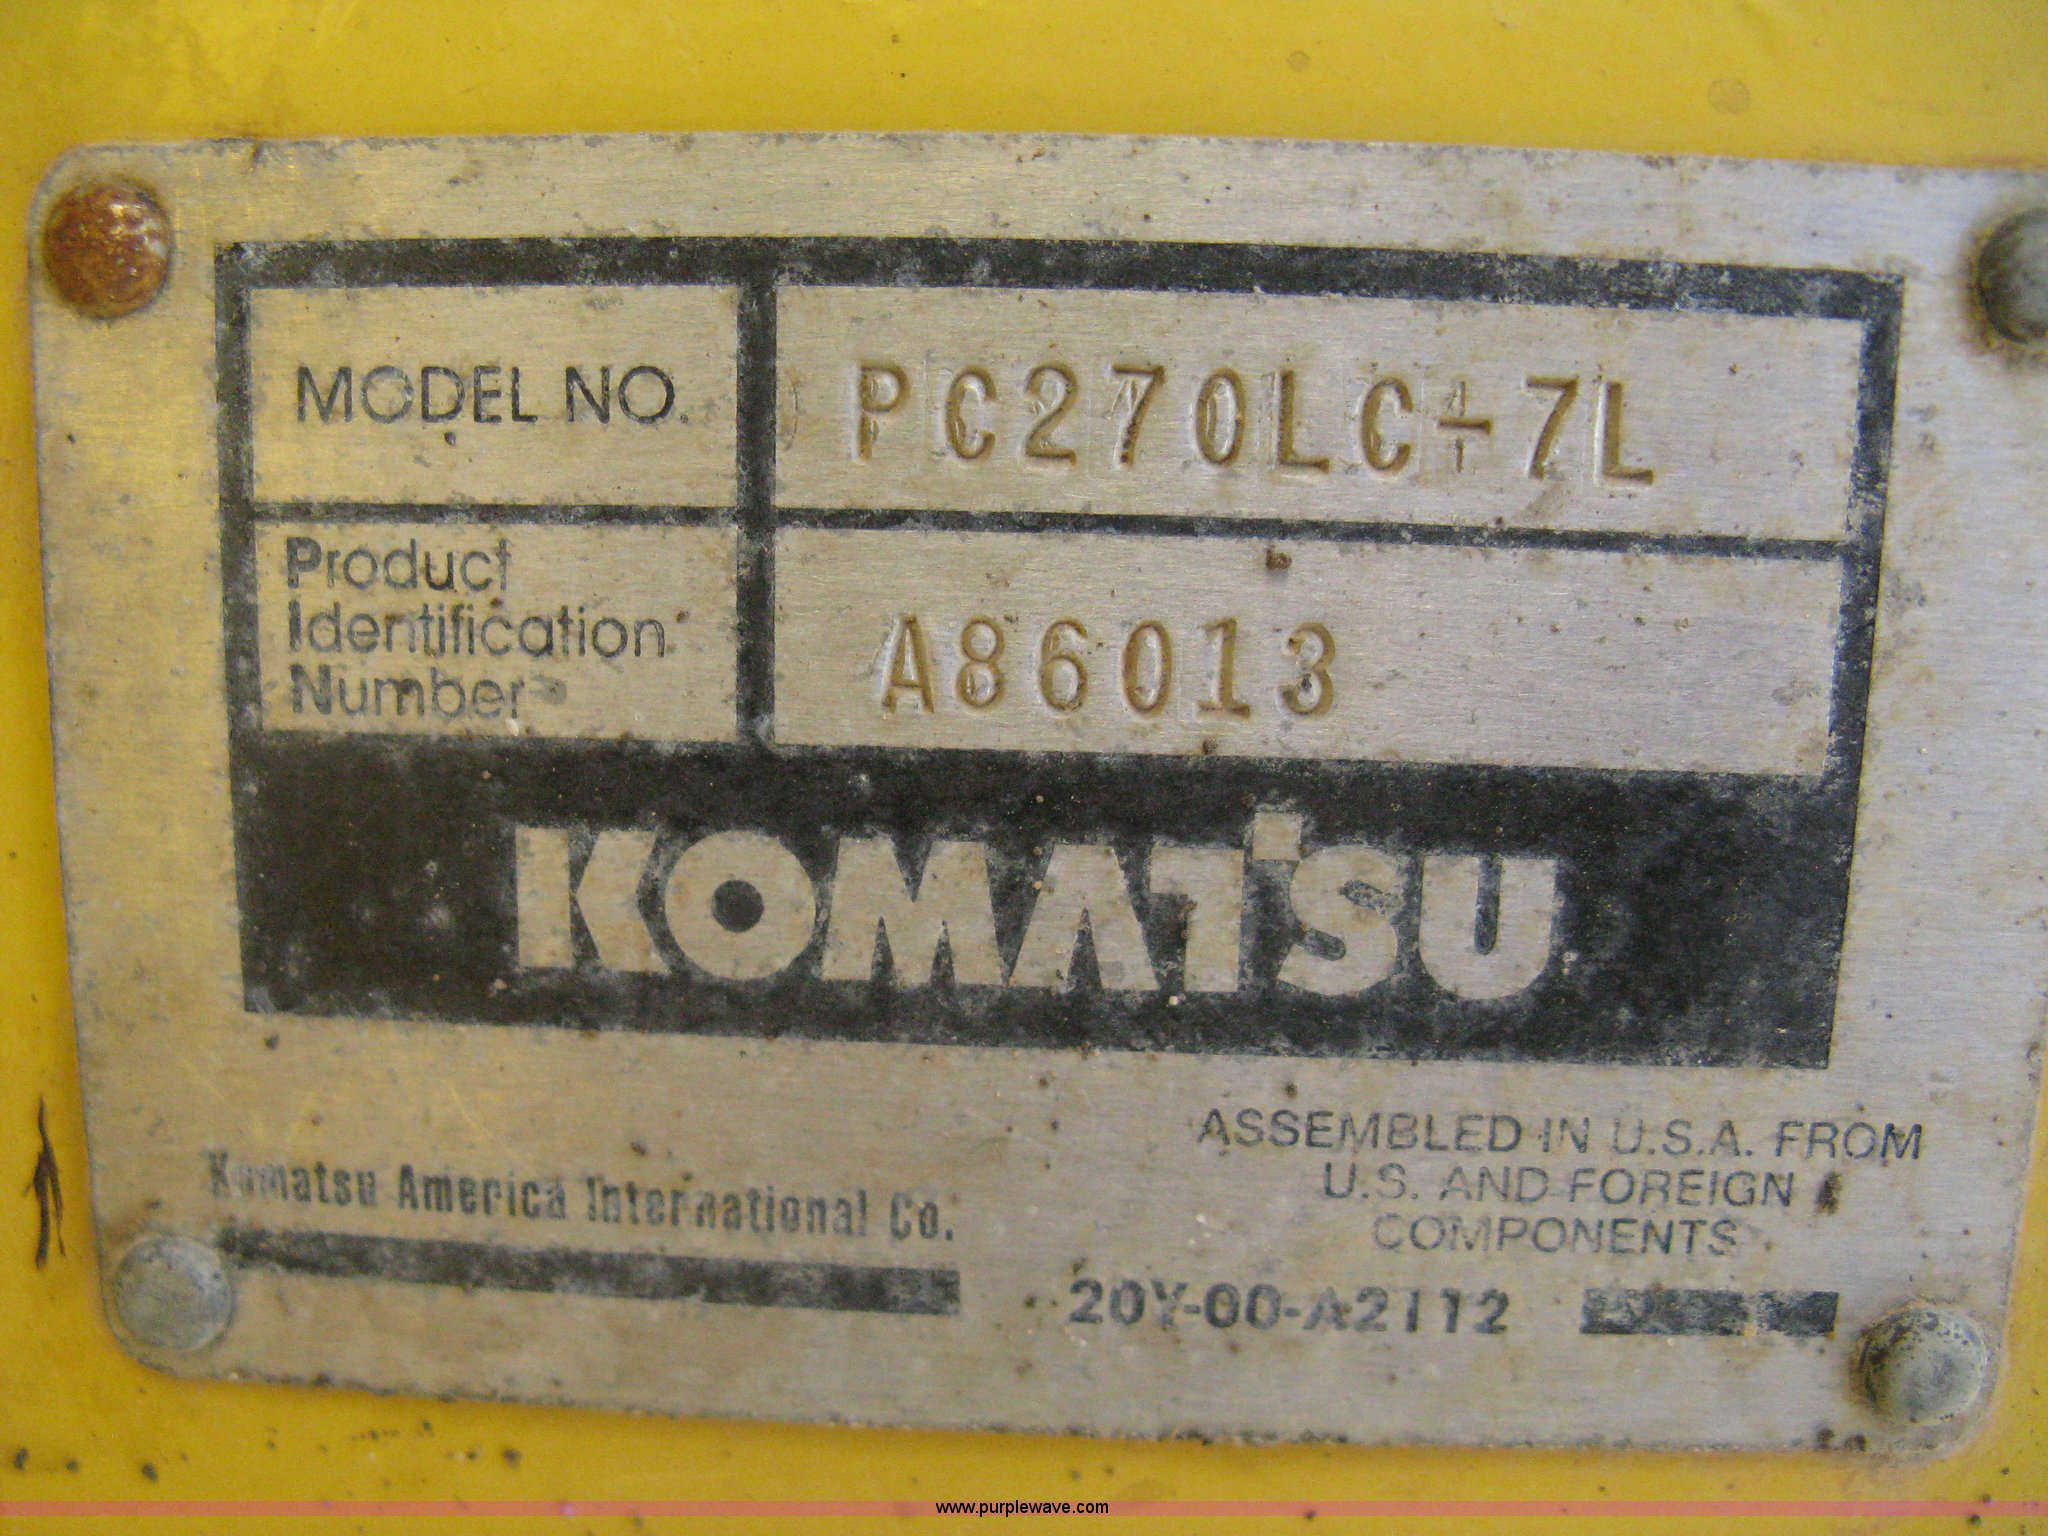 MODEL NO. PC270LC-7L
Product
Identification
Number
A86013
KOMATSU
ASSEMBLED IN U.S.A. FROM
U.S. AND FOREIGN
COMPONENTS
Komatsu America International Co.
20Y-00-A2112
www.purplewave.com